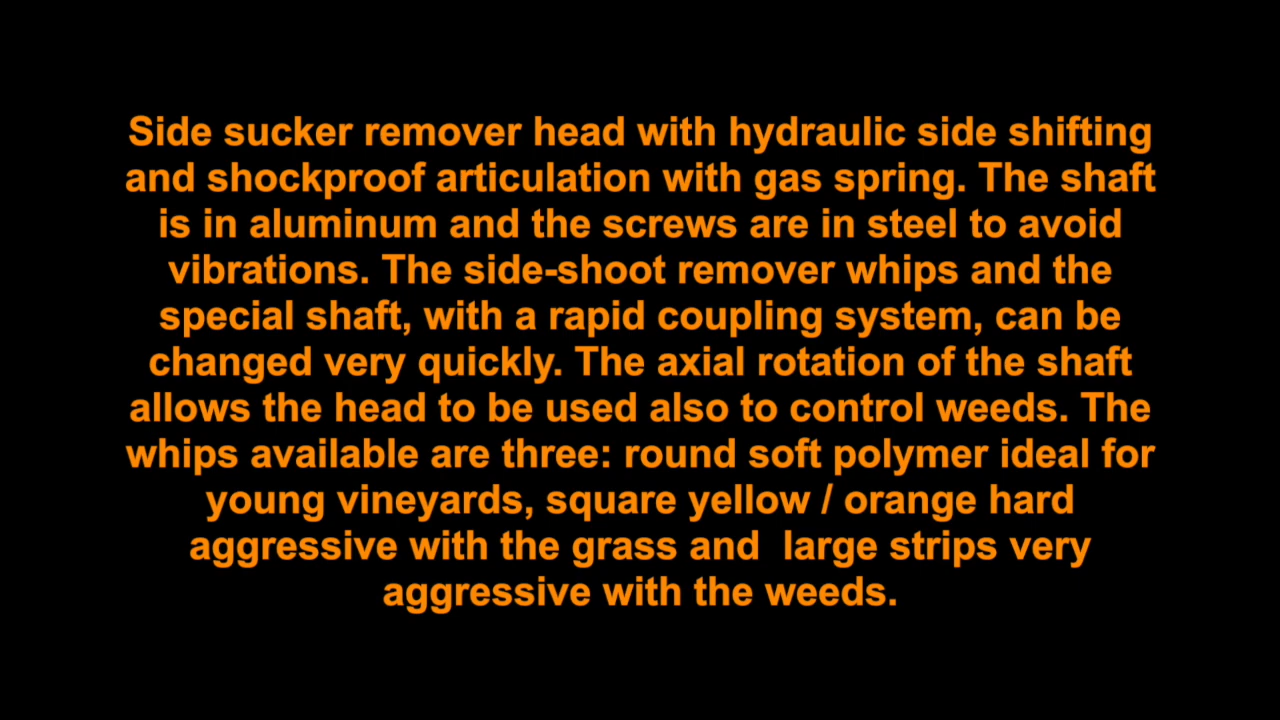 Side sucker remover head with hydraulic side shifting
and shockproof articulation with gas spring. The shaft
is in aluminum and the screws are in steel to avoid
vibrations. The side-shoot remover whips and the
special shaft, with a rapid coupling system, can be
changed very quickly. The axial rotation of the shaft
allows the head to be used also to control weeds. The
whips available are three: round soft polymer ideal for
young vineyards, square yellow / orange hard
aggressive with the grass and  large strips very
aggressive with the weeds.